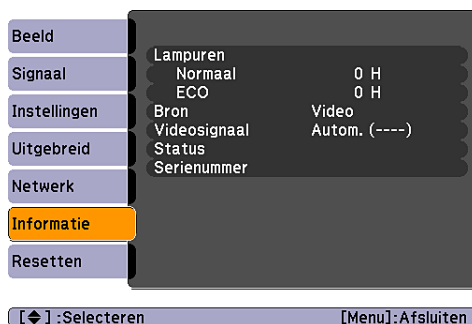 Beeld
Signaal
Instellingen
Uitgebreid
Netwerk
Informatie
Resetten
Lampuren
Normaal 0 H
ECO 0 H
Bron Video
Videosignaal Autom. (----)
Status
Serienummer
[◆] :Selecteren [Menu]:Afsluiten